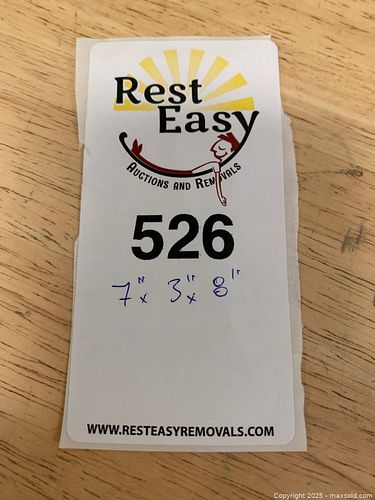 Rest
Easy
AUCTIONS AND REMOVALS
526
7" x 3" x 8"
WWW.RESTEASYREMOVALS.COM
Copyright 2025 - maxsold.com